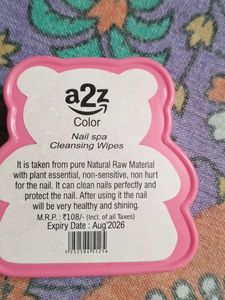 a2z
Color
Nail spa
Cleansing Wipes
It is taken from pure Natural Raw Material
with plant essential, non-sensitive, non hurt
for the nail. It can clean nails perfectly and
protect the nail. After using it the nail
will be very healthy and shining.
M.R.P. : ₹108/- (Incl. of all Taxes)
Expiry Date : Aug 2026